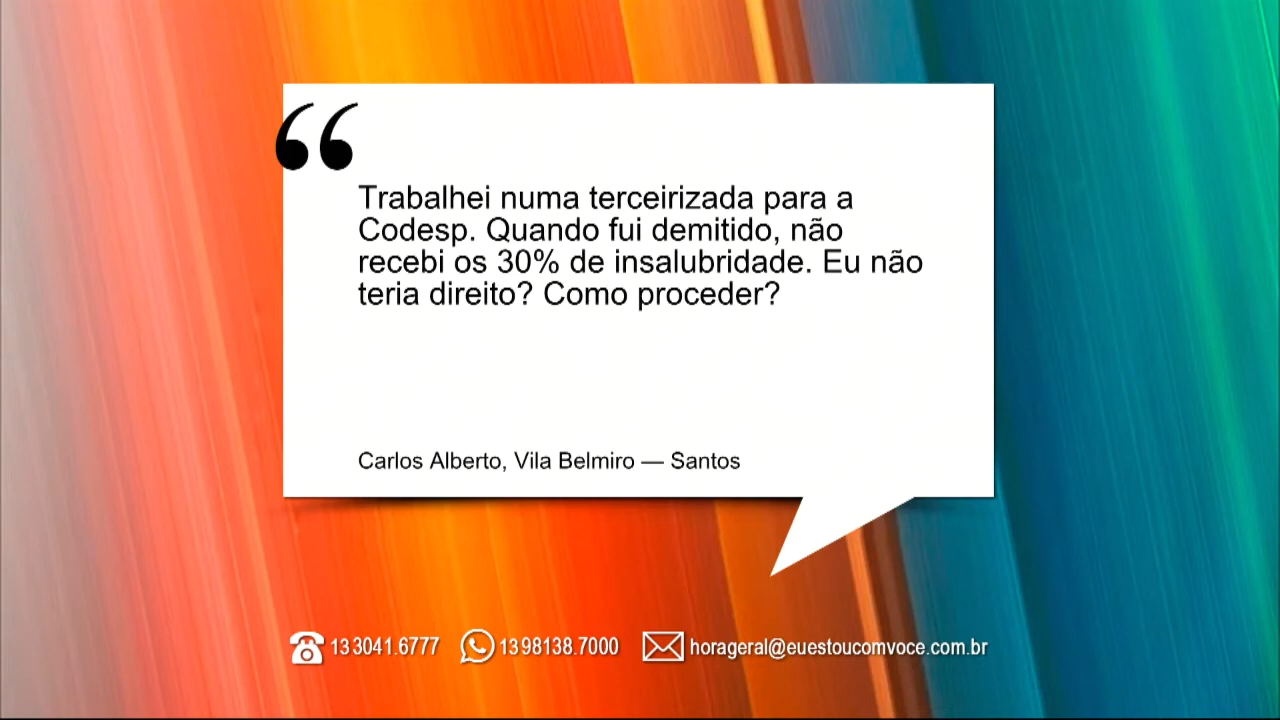 “
Trabalhei numa terceirizada para a
Codesp. Quando fui demitido, não
recebi os 30% de insalubridade. Eu não
teria direito? Como proceder?
Carlos Alberto, Vila Belmiro — Santos
13 3041.6777 13 98138.7000 horageral@euestoucomvoce.com.br